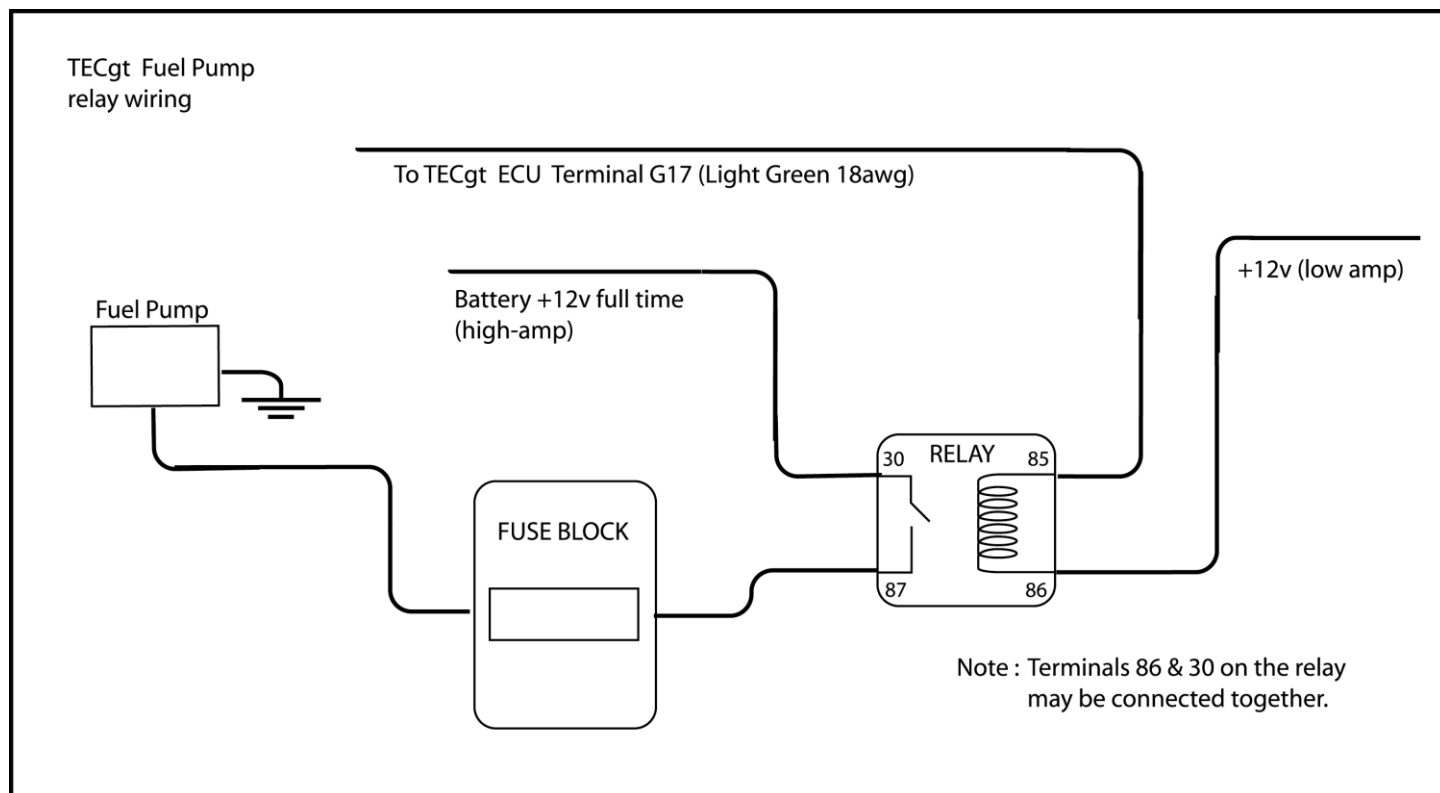 TECgt Fuel Pump
relay wiring
To TECgt ECU Terminal G17 (Light Green 18awg)
+12v (low amp)
Battery +12v full time
(high-amp)
Fuel Pump
RELAY
30
85
FUSE BLOCK
87
86
Note : Terminals 86 & 30 on the relay
may be connected together.